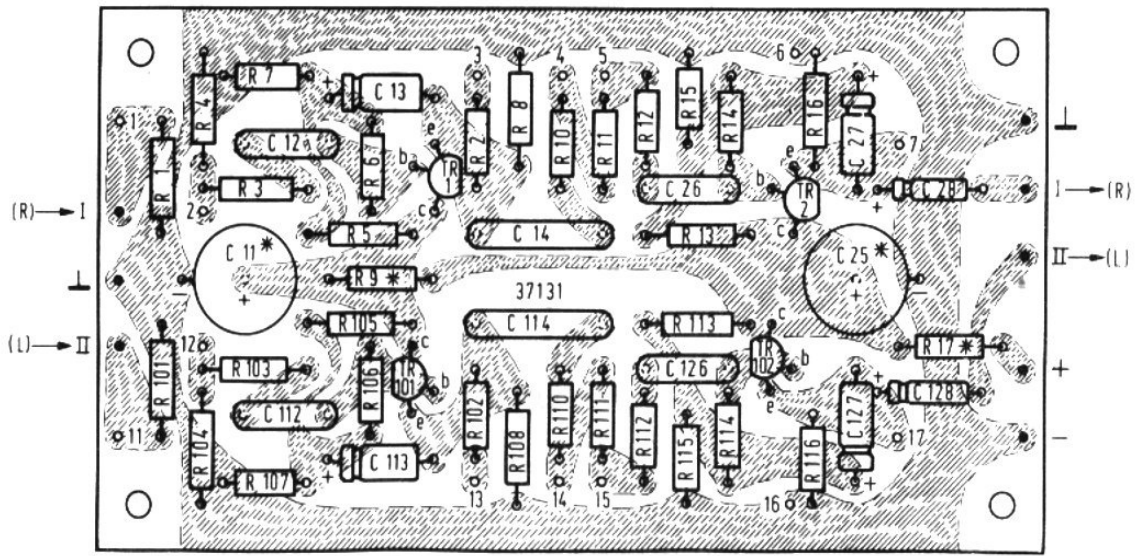 3 4 5 6
R 7 + C 13 R 8 R 15 R 16 +
R 4 R 2 R 12 R 14 C 27
1 e ⊥
R 1 C 12 R 6 R 10 R 11 e 7
b TR 1 b TR 2
R 3 C 26 C 28 I → (R)
(R) → I 2 c +
R 5 C 14 R 13 c
C 11 * C 25 * II → (L)
⊥ − + R 9 * + −
37131
R 105 C 114 R 113 c
(L) → II 12 c TR 102 b R 17 *
R 101 R 103 R 106 TR 101 b C 126 e + C 128 +
C 112 e R 102 R 110 R 111 C 127
11 R 104 R 108 R 112 R 115 R 114 R 116 17 −
R 107 + C 113 +
13 14 15 16